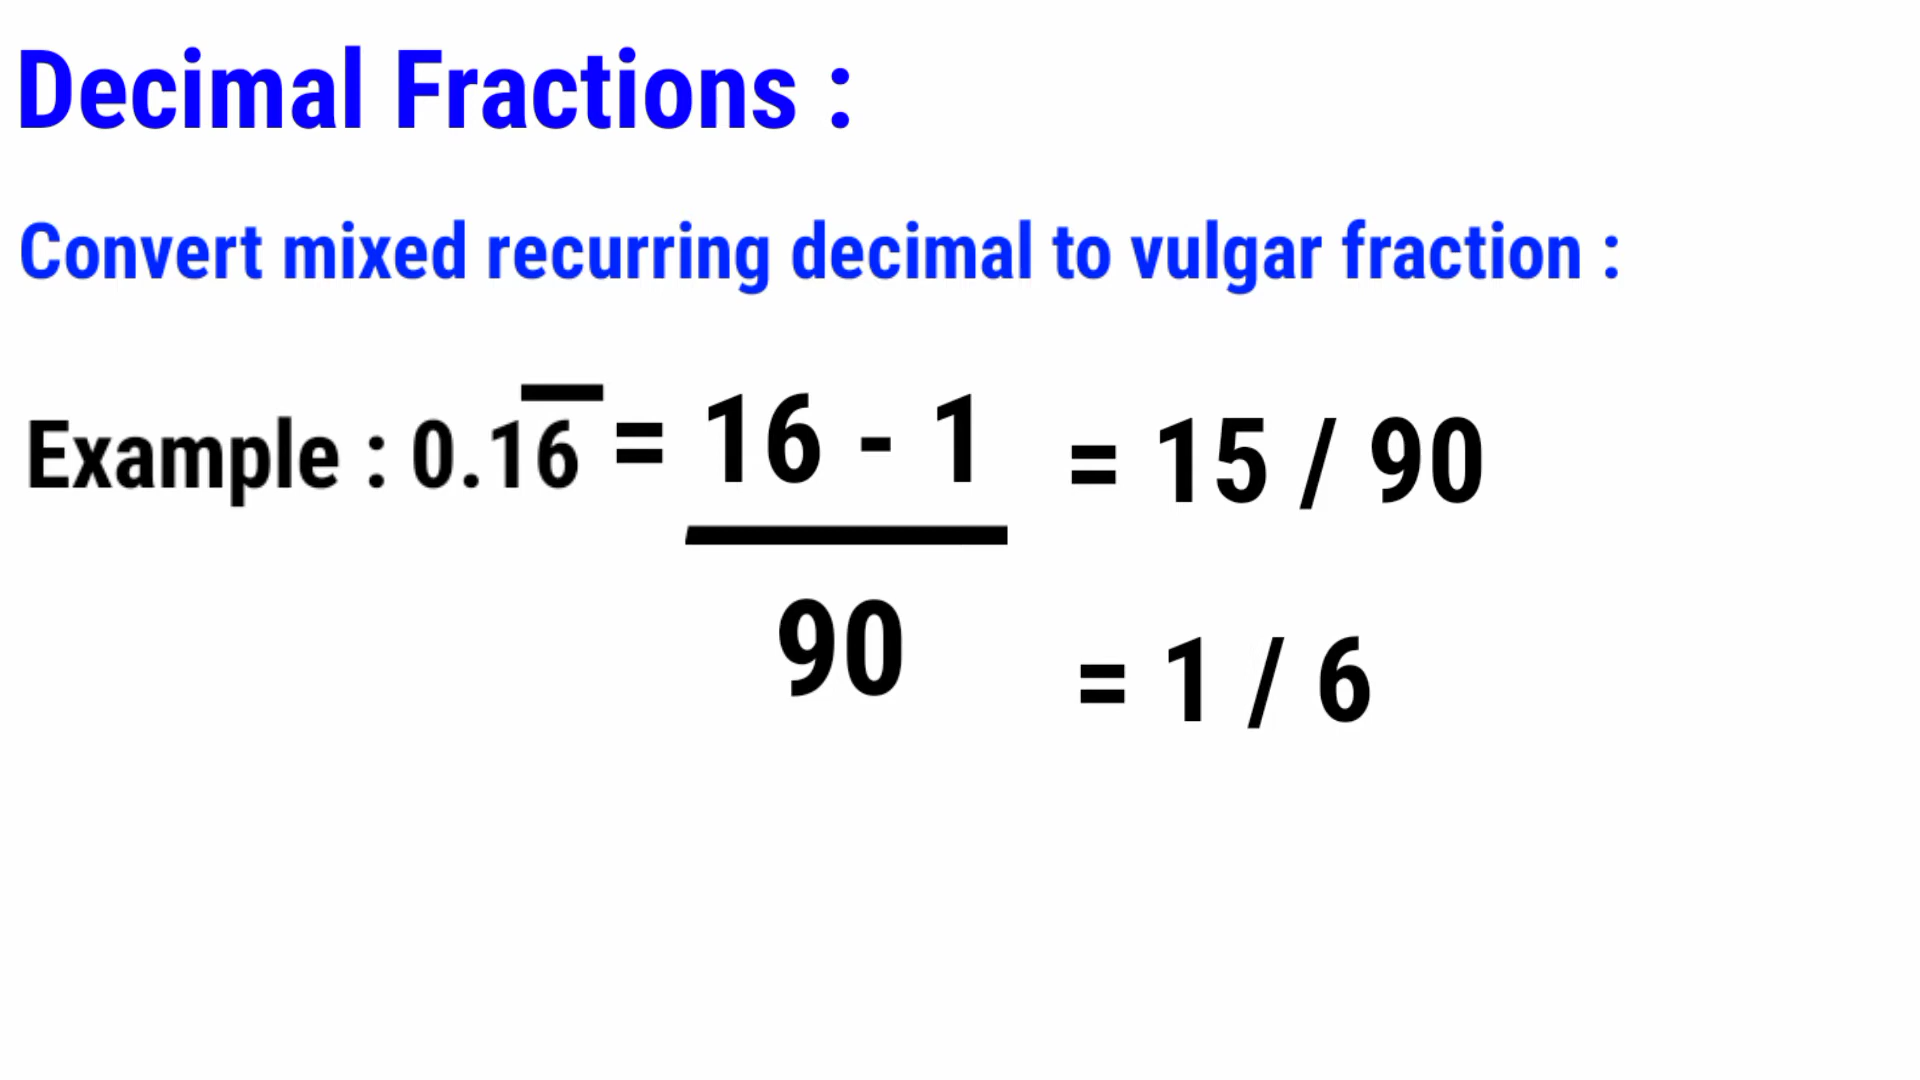 Decimal Fractions :
Convert mixed recurring decimal to vulgar fraction :
Example : 0.16̅ = 16 - 1 = 15 / 90
90
= 1 / 6